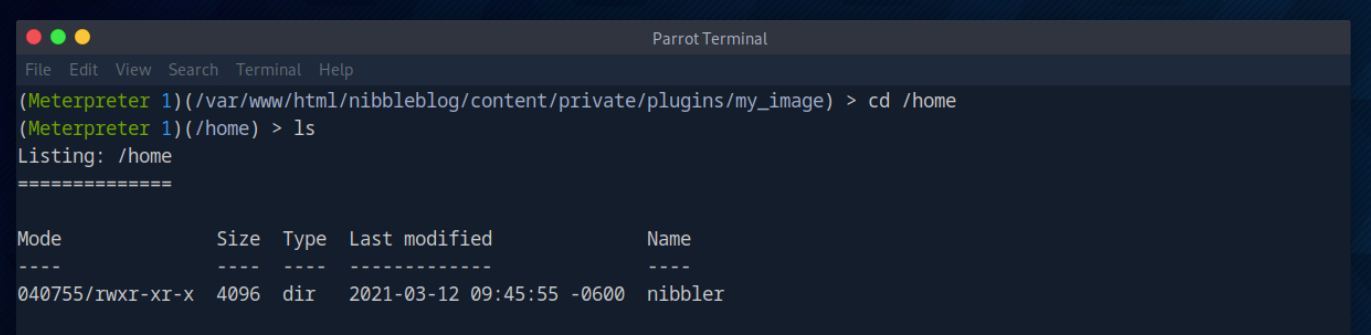 Parrot Terminal
File Edit View Search Terminal Help
(Meterpreter 1)(/var/www/html/nibbleblog/content/private/plugins/my_image) > cd /home
(Meterpreter 1)(/home) > ls
Listing: /home
==============
Mode Size Type Last modified Name
---- ---- ---- ------------- ----
040755/rwxr-xr-x 4096 dir 2021-03-12 09:45:55 -0600 nibbler